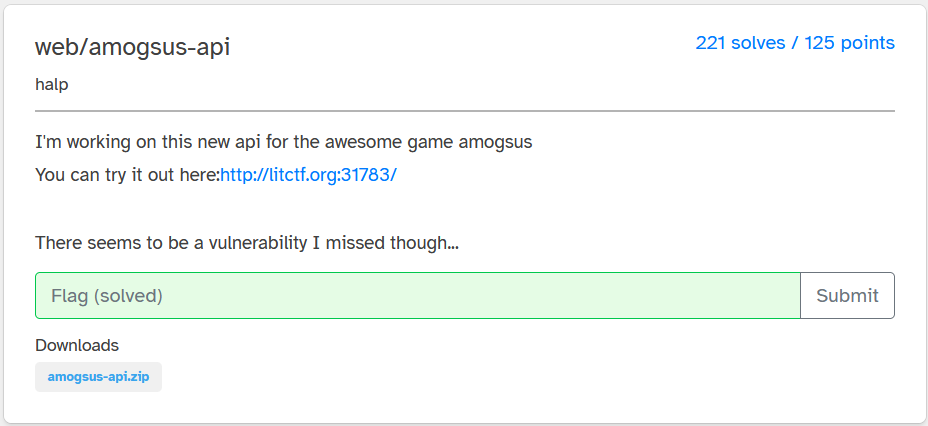 web/amogsus-api
221 solves / 125 points
halp
I'm working on this new api for the awesome game amogsus
You can try it out here:http://litctf.org:31783/
There seems to be a vulnerability I missed though...
Flag (solved)
Submit
Downloads
amogsus-api.zip